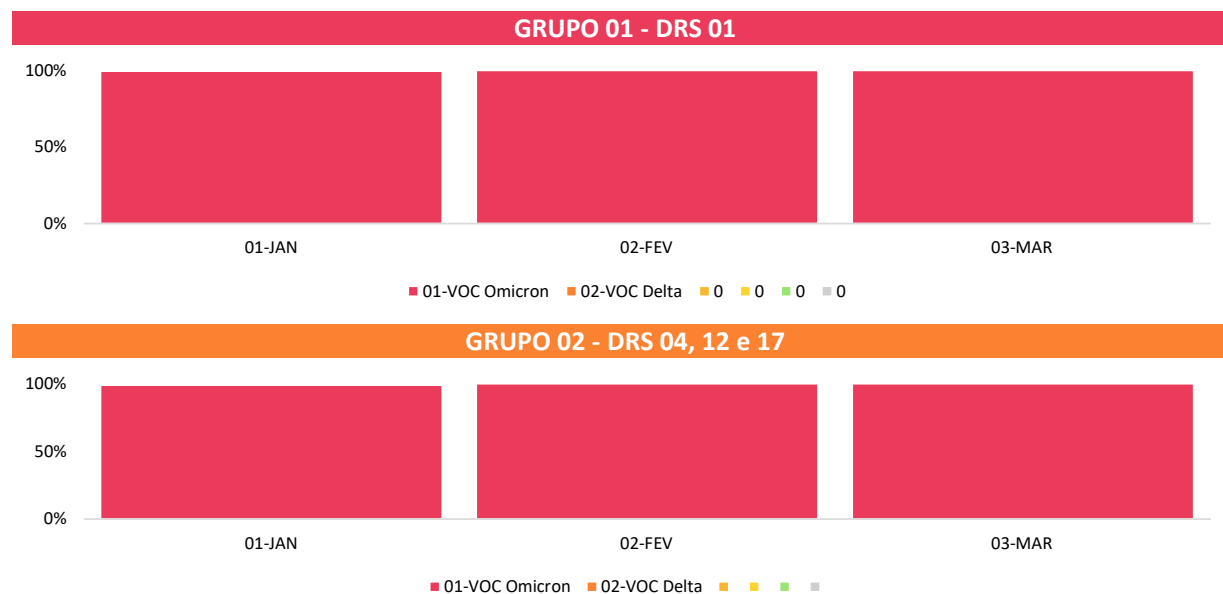 GRUPO 01 - DRS 01
100%
50%
0%
01-JAN 02-FEV 03-MAR
01-VOC Omicron 02-VOC Delta 0 0 0 0
GRUPO 02 - DRS 04, 12 e 17
100%
50%
0%
01-JAN 02-FEV 03-MAR
01-VOC Omicron 02-VOC Delta